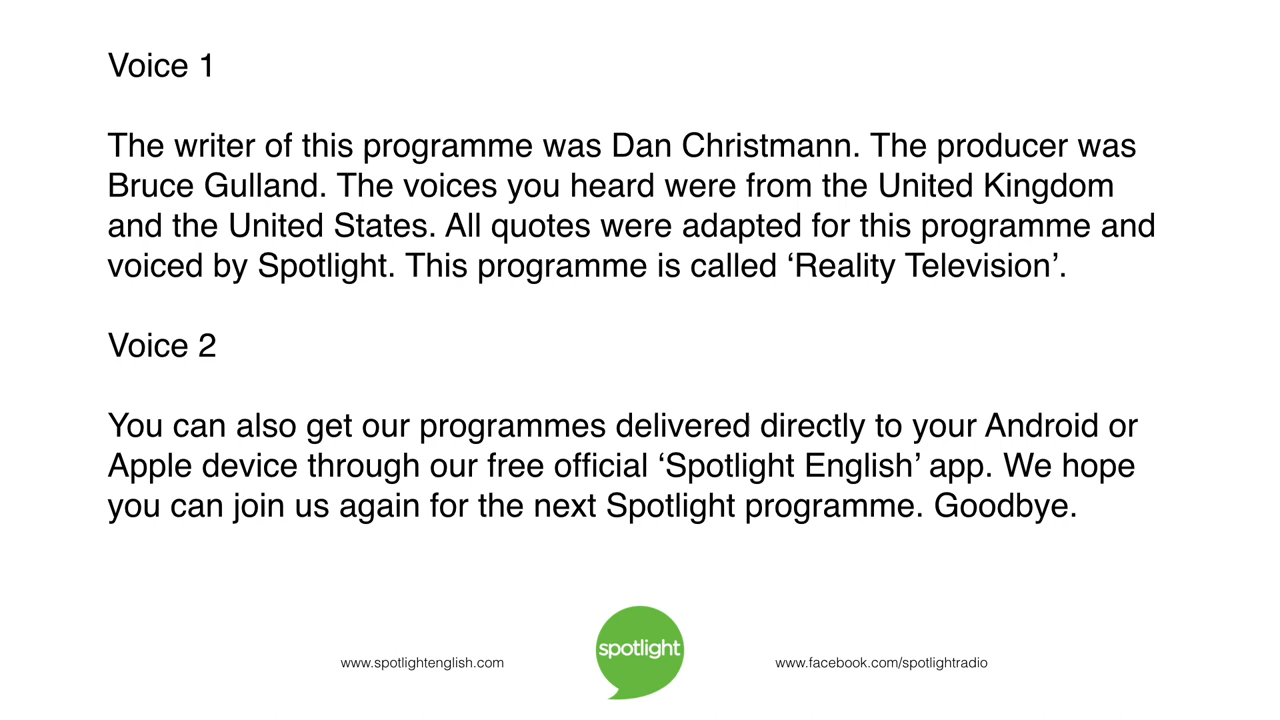 Voice 1
The writer of this programme was Dan Christmann. The producer was
Bruce Gulland. The voices you heard were from the United Kingdom
and the United States. All quotes were adapted for this programme and
voiced by Spotlight. This programme is called ‘Reality Television’.
Voice 2
You can also get our programmes delivered directly to your Android or
Apple device through our free official ‘Spotlight English’ app. We hope
you can join us again for the next Spotlight programme. Goodbye.
www.spotlightenglish.com
spotlight
www.facebook.com/spotlightradio